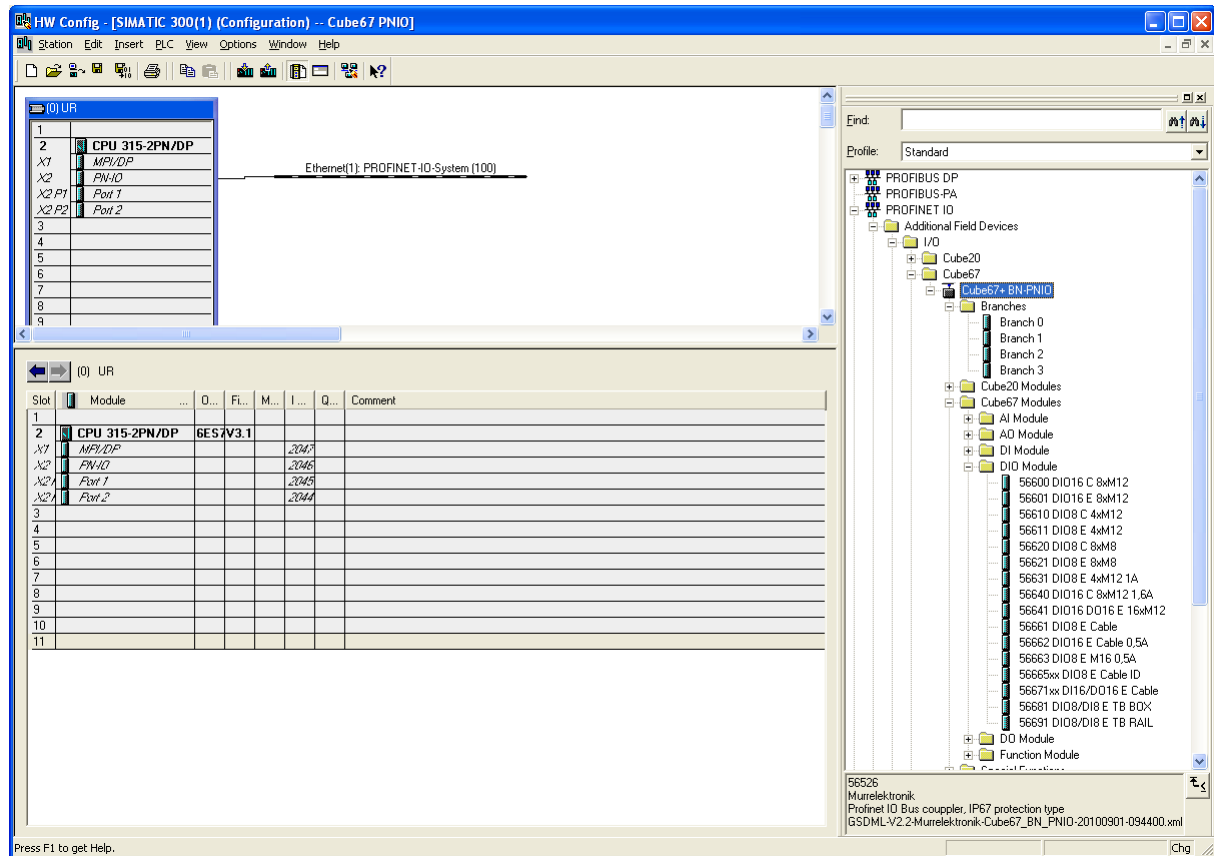 HW Config - [SIMATIC 300(1) (Configuration) -- Cube67 PNIO]
Station Edit Insert PLC View Options Window Help
(0) UR
1
2 CPU 315-2PN/DP
X1 MPI/DP
X2 PN-IO
X2 P1 Port 1
X2 P2 Port 2
3
4
5
6
7
8
9
Ethernet(1): PROFINET-IO-System (100)
(0) UR
Slot Module ... O... Fi... M... I ... Q... Comment
1
2 CPU 315-2PN/DP 6ES7 V3.1
X1 MPI/DP 2047
X2 PN-IO 2046
X2 Port 1 2045
X2 Port 2 2044
3
4
5
6
7
8
9
10
11
Find:
Profile: Standard
PROFIBUS DP
PROFIBUS-PA
PROFINET IO
Additional Field Devices
I/O
Cube20
Cube67
Cube67+ BN-PNIO
Branches
Branch 0
Branch 1
Branch 2
Branch 3
Cube20 Modules
Cube67 Modules
AI Module
AO Module
DI Module
DIO Module
56600 DIO16 C 8xM12
56601 DIO16 E 8xM12
56610 DIO8 C 4xM12
56611 DIO8 E 4xM12
56620 DIO8 C 8xM8
56621 DIO8 E 8xM8
56631 DIO8 E 4xM12 1A
56640 DIO16 C 8xM12 1,6A
56641 DIO16 DO16 E 16xM12
56661 DIO8 E Cable
56662 DIO16 E Cable 0,5A
56663 DIO8 E M16 0,5A
56665xx DIO8 E Cable ID
56671xx DI16/DO16 E Cable
56681 DIO8/DI8 E TB BOX
56691 DIO8/DI8 E TB RAIL
DO Module
Function Module
56526
Murrelektronik
Profinet IO Bus couppler, IP67 protection type
GSDML-V2.2-Murrelektronik-Cube67_BN_PNIO-20100901-094400.xml
Press F1 to get Help.
Chg